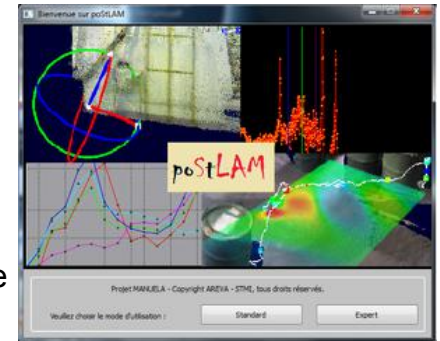 Bienvenue sur poStLAM
poStLAM
e
Projet MANUELA - Copyright AREVA - STMI, tous droits réservés.
Veuillez choisir le mode d'utilisation :
Standard
Expert